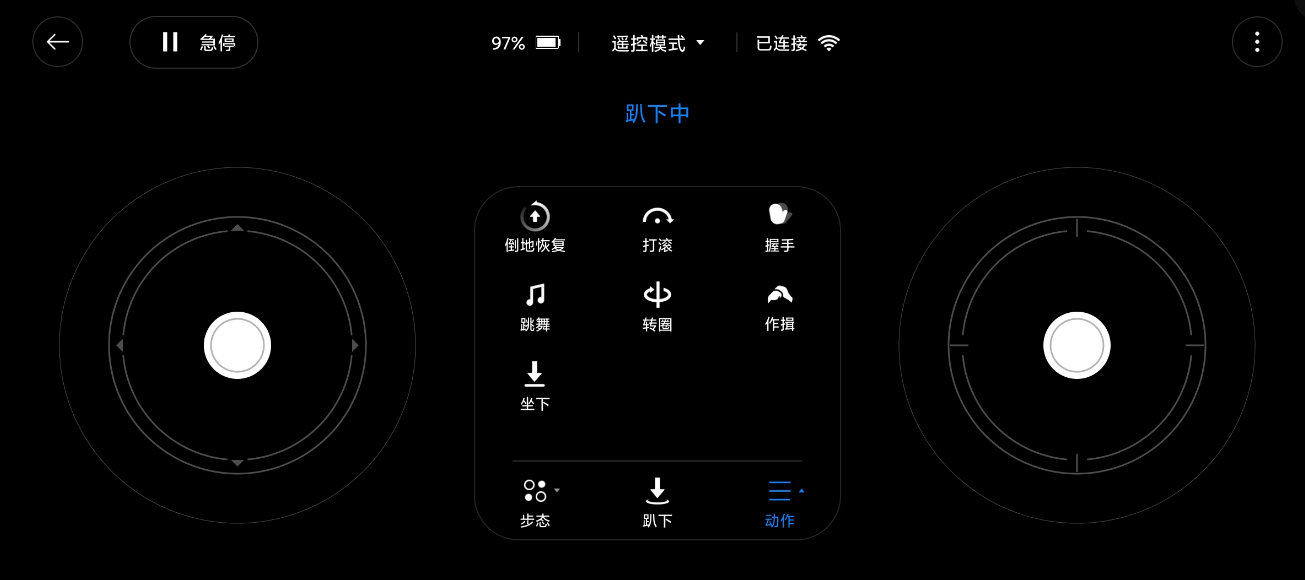 急停 97% 遥控模式 已连接
趴下中
倒地恢复 打滚 握手
跳舞 转圈 作揖
坐下
步态 趴下 动作